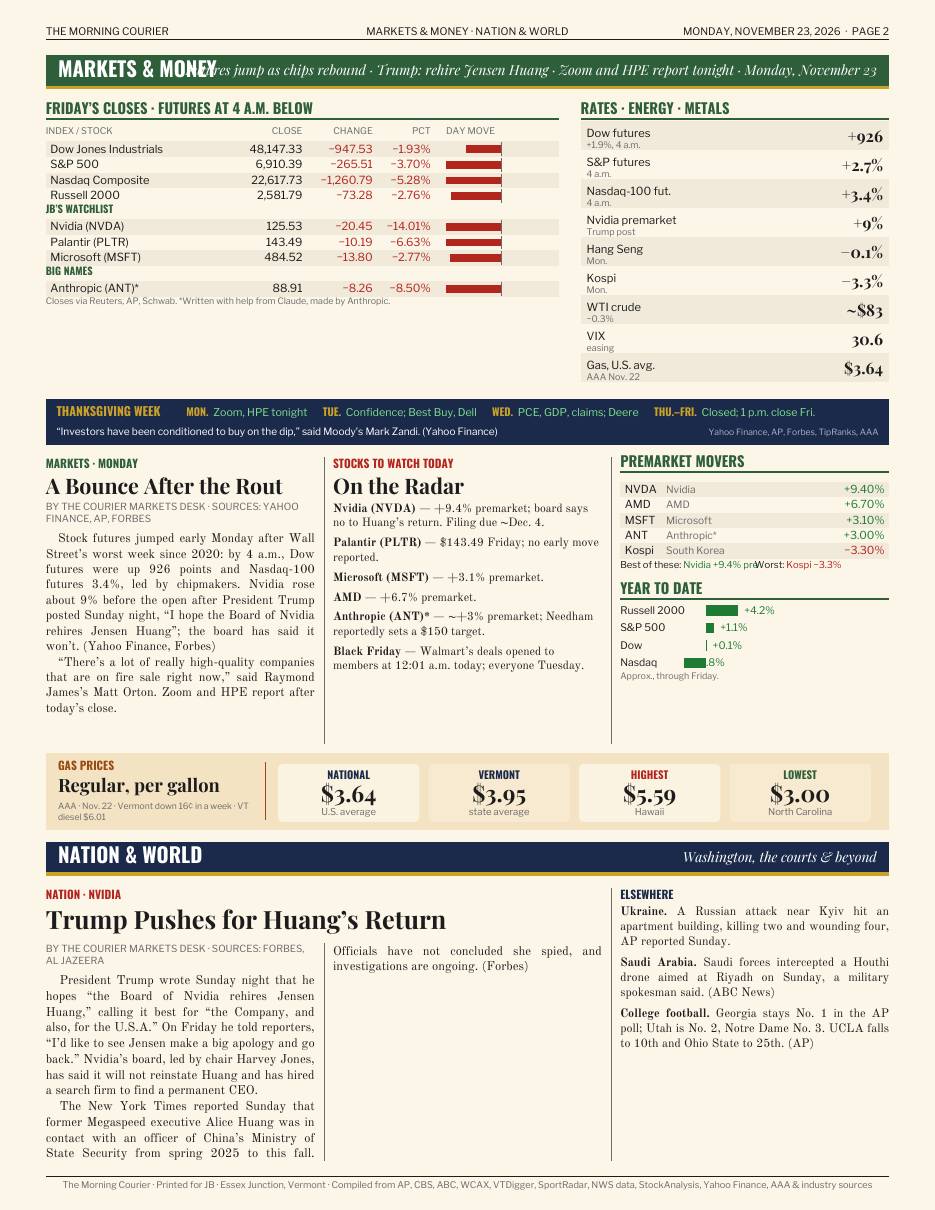 THE MORNING COURIER MARKETS & MONEY · NATION & WORLD MONDAY, NOVEMBER 23, 2026 · PAGE 2
MARKETS & MONEY jump as chips rebound · Trump: rehire Jensen Huang · Zoom and HPE report tonight · Monday, November 23
FRIDAY'S CLOSES · FUTURES AT 4 A.M. BELOW
INDEX / STOCK CLOSE CHANGE PCT DAY MOVE
Dow Jones Industrials 48,147.33 −947.53 −1.93%
S&P 500 6,910.39 −265.51 −3.70%
Nasdaq Composite 22,617.73 −1,260.79 −5.28%
Russell 2000 2,581.79 −73.28 −2.76%
JB'S WATCHLIST
Nvidia (NVDA) 125.53 −20.45 −14.01%
Palantir (PLTR) 143.49 −10.19 −6.63%
Microsoft (MSFT) 484.52 −13.80 −2.77%
BIG NAMES
Anthropic (ANT)* 88.91 −8.26 −8.50%
Closes via Reuters, AP, Schwab. *Written with help from Claude, made by Anthropic.
RATES · ENERGY · METALS
Dow futures +926
+1.9%, 4 a.m.
S&P futures +2.7%
4 a.m.
Nasdaq-100 fut. +3.4%
4 a.m.
Nvidia premarket +9%
Trump post
Hang Seng −0.1%
Mon.
Kospi −3.3%
Mon.
WTI crude ~$83
−0.3%
VIX 30.6
easing
Gas, U.S. avg. $3.64
AAA Nov. 22
THANKSGIVING WEEK MON. Zoom, HPE tonight TUE. Confidence; Best Buy, Dell WED. PCE, GDP, claims; Deere THU.–FRI. Closed; 1 p.m. close Fri.
“Investors have been conditioned to buy on the dip,” said Moody’s Mark Zandi. (Yahoo Finance) Yahoo Finance, AP, Forbes, TipRanks, AAA
MARKETS · MONDAY
A Bounce After the Rout
BY THE COURIER MARKETS DESK · SOURCES: YAHOO
FINANCE, AP, FORBES
Stock futures jumped early Monday after Wall
Street’s worst week since 2020: by 4 a.m., Dow
futures were up 926 points and Nasdaq-100
futures 3.4%, led by chipmakers. Nvidia rose
about 9% before the open after President Trump
posted Sunday night, “I hope the Board of Nvidia
rehires Jensen Huang”; the board has said it
won’t. (Yahoo Finance, Forbes)
“There’s a lot of really high-quality companies
that are on fire sale right now,” said Raymond
James’s Matt Orton. Zoom and HPE report after
today’s close.
STOCKS TO WATCH TODAY
On the Radar
Nvidia (NVDA) — +9.4% premarket; board says
no to Huang’s return. Filing due ~Dec. 4.
Palantir (PLTR) — $143.49 Friday; no early move
reported.
Microsoft (MSFT) — +3.1% premarket.
AMD — +6.7% premarket.
Anthropic (ANT)* — ~+3% premarket; Needham
reportedly sets a $150 target.
Black Friday — Walmart’s deals opened to
members at 12:01 a.m. today; everyone Tuesday.
PREMARKET MOVERS
NVDA Nvidia +9.40%
AMD AMD +6.70%
MSFT Microsoft +3.10%
ANT Anthropic* +3.00%
Kospi South Korea −3.30%
Best of these: Nvidia +9.4% Worst: Kospi −3.3%
YEAR TO DATE
Russell 2000 +4.2%
S&P 500 +1.1%
Dow +0.1%
Nasdaq .8%
Approx., through Friday.
GAS PRICES
Regular, per gallon
AAA · Nov. 22 · Vermont down 16¢ in a week · VT
diesel $6.01
NATIONAL
$3.64
U.S. average
VERMONT
$3.95
state average
HIGHEST
$5.59
Hawaii
LOWEST
$3.00
North Carolina
NATION & WORLD Washington, the courts & beyond
NATION · NVIDIA
Trump Pushes for Huang’s Return
BY THE COURIER MARKETS DESK · SOURCES: FORBES,
AL JAZEERA
President Trump wrote Sunday night that he
hopes “the Board of Nvidia rehires Jensen
Huang,” calling it best for “the Company, and
also, for the U.S.A.” On Friday he told reporters,
“I’d like to see Jensen make a big apology and go
back.” Nvidia’s board, led by chair Harvey Jones,
has said it will not reinstate Huang and has hired
a search firm to find a permanent CEO.
The New York Times reported Sunday that
former Megaspeed executive Alice Huang was in
contact with an officer of China’s Ministry of
State Security from spring 2025 to this fall.
Officials have not concluded she spied, and
investigations are ongoing. (Forbes)
ELSEWHERE
Ukraine. A Russian attack near Kyiv hit an
apartment building, killing two and wounding four,
AP reported Sunday.
Saudi Arabia. Saudi forces intercepted a Houthi
drone aimed at Riyadh on Sunday, a military
spokesman said. (ABC News)
College football. Georgia stays No. 1 in the AP
poll; Utah is No. 2, Notre Dame No. 3. UCLA falls
to 10th and Ohio State to 25th. (AP)
The Morning Courier · Printed for JB · Essex Junction, Vermont · Compiled from AP, CBS, ABC, WCAX, VTDigger, SportRadar, NWS data, StockAnalysis, Yahoo Finance, AAA & industry sources